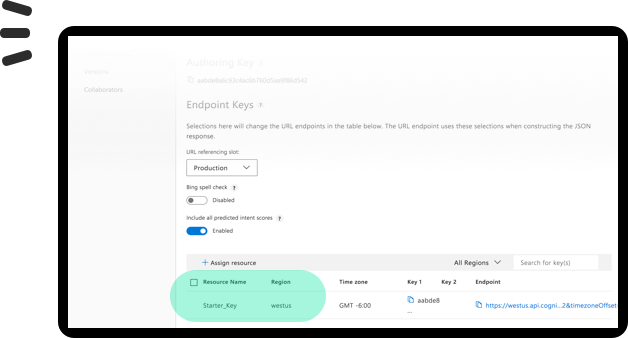 Authoring Key ?
Versions
Collaborators
Endpoint Keys ?
Selections here will change the URL endpoints in the table below. The URL endpoint uses these selections when constructing the JSON
response.
URL referencing slot:
Production
Bing spell check ?
Disabled
Include all predicted intent scores ?
Enabled
+ Assign resource All Regions Search for key(s)
Resource Name Region Time zone Key 1 Key 2 Endpoint
Starter_Key westus GMT -6:00 aabde8 https://westus.api.cogni...2&timezoneOffset
...